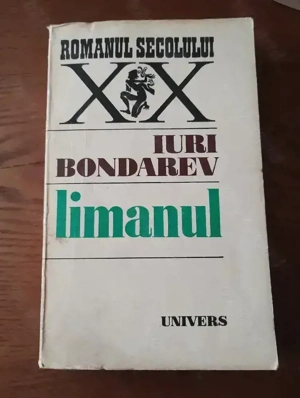 ROMANUL SECOLULUI
XX
IURI
BONDAREV
limanul
UNIVERS